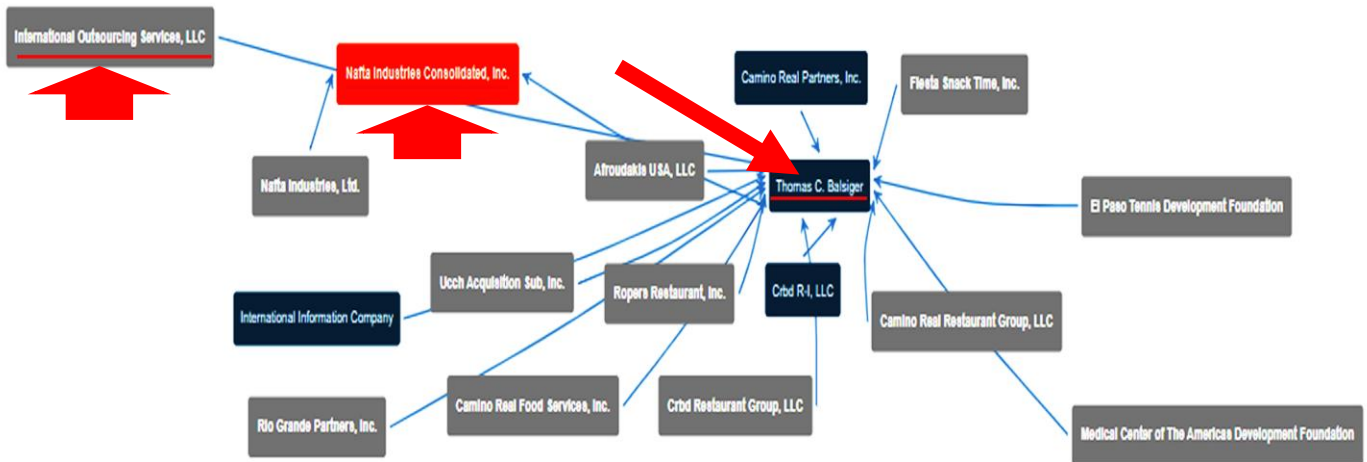 International Outsourcing Services, LLC
Nafta Industries Consolidated, Inc.
Camino Real Partners, Inc.
Fiesta Snack Time, Inc.
Nafta Industries, Ltd.
Afroudakis USA, LLC
Thomas C. Balsiger
El Paso Tennis Development Foundation
Ucch Acquisition Sub, Inc.
Ropers Restaurant, Inc.
Crbd R-I, LLC
International Information Company
Camino Real Restaurant Group, LLC
Rio Grande Partners, Inc.
Camino Real Food Services, Inc.
Crbd Restaurant Group, LLC
Medical Center of The Americas Development Foundation